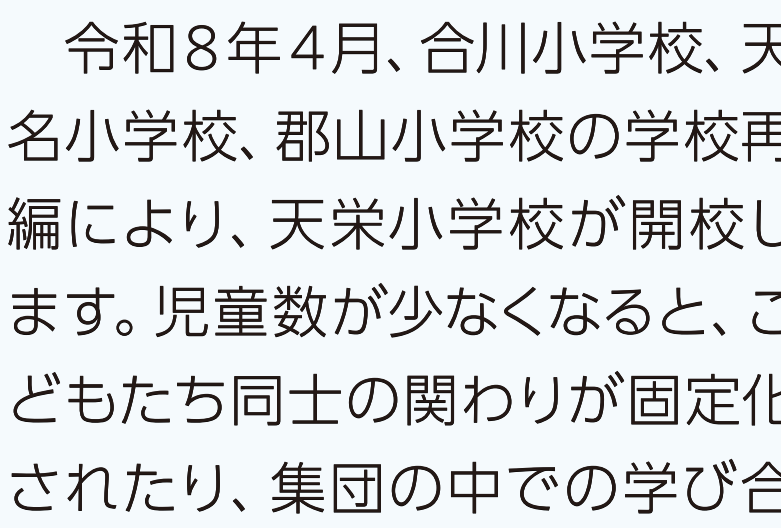 令和８年４月、合川小学校、天
名小学校、郡山小学校の学校再
編により、天栄小学校が開校し
ます。児童数が少なくなると、こ
どもたち同士の関わりが固定化
されたり、集団の中での学び合